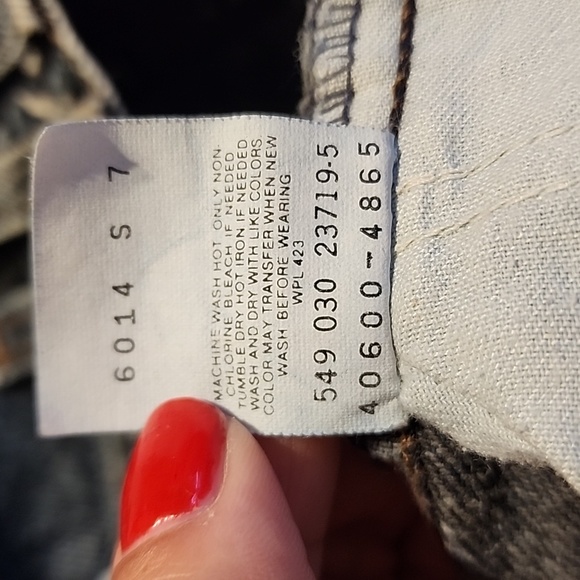 6014 S 7
MACHINE WASH HOT ONLY NON
CHLORINE BLEACH IF NEEDED
TUMBLE DRY HOT IRON IF NEEDED
WASH AND DRY WITH LIKE COLORS
COLOR MAY TRANSFER WHEN NEW
WASH BEFORE WEARING
WPL 423
549 030 23719-5
40600-4865